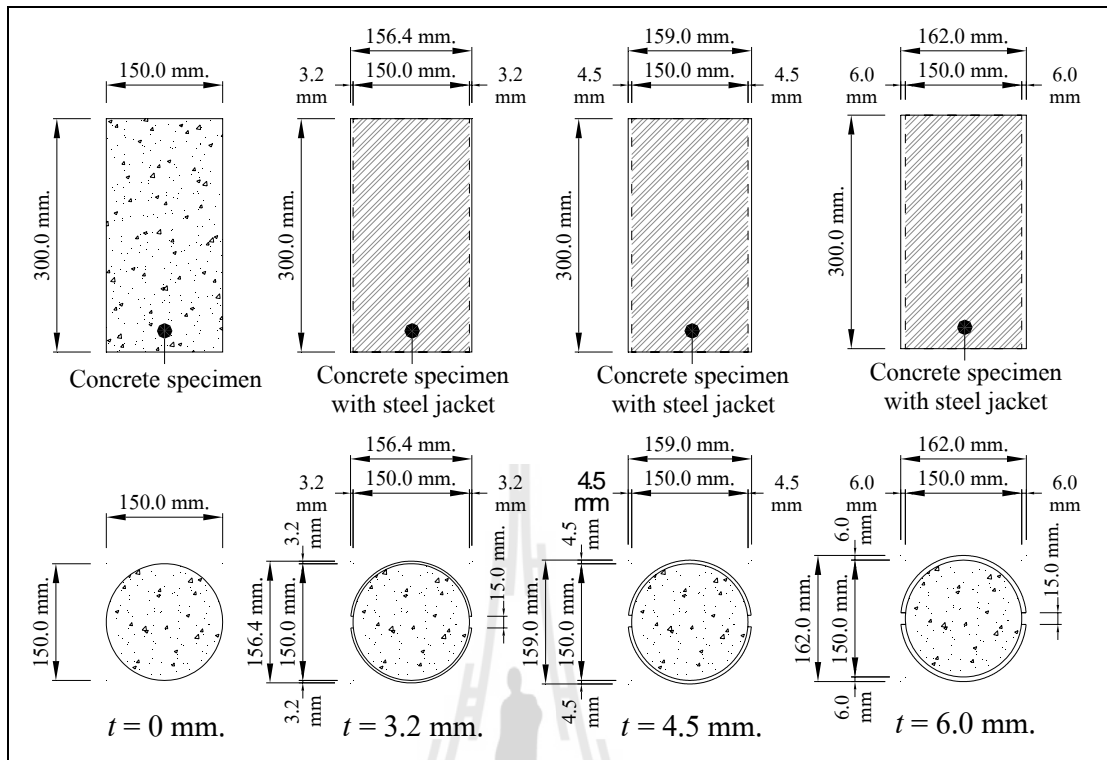 156.4 mm.
159.0 mm.
162.0 mm.
150.0 mm.
3.2
mm
150.0 mm.
3.2
mm
4.5
mm
150.0 mm.
4.5
mm
6.0
mm
150.0 mm.
6.0
mm
300.0 mm.
300.0 mm.
300.0 mm.
300.0 mm.
Concrete specimen
Concrete specimen
with steel jacket
Concrete specimen
with steel jacket
Concrete specimen
with steel jacket
156.4 mm.
159.0 mm.
162.0 mm.
150.0 mm.
3.2
mm
150.0 mm.
3.2
mm
4.5
mm
150.0 mm.
4.5
mm
6.0
mm
150.0 mm.
6.0
mm
150.0 mm.
156.4 mm.
3.2
mm
150.0 mm.
3.2
mm
15.0 mm.
159.0 mm.
4.5
mm
150.0 mm.
4.5
mm
162.0 mm.
6.0
mm
150.0 mm.
6.0
mm
15.0 mm.
t = 0 mm.
t = 3.2 mm.
t = 4.5 mm.
t = 6.0 mm.